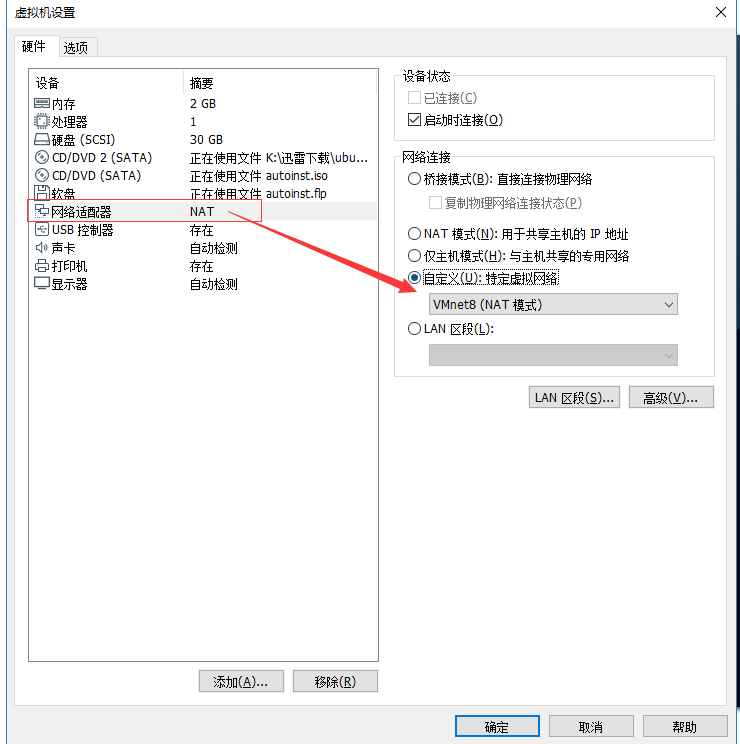 虚拟机设置
硬件 选项
设备 摘要
内存 2 GB
处理器 1
硬盘 (SCSI) 30 GB
CD/DVD 2 (SATA) 正在使用文件 K:\迅雷下载\ubu...
CD/DVD (SATA) 正在使用文件 autoinst.iso
软盘 正在使用文件 autoinst.flp
网络适配器 NAT
USB 控制器 存在
声卡 自动检测
打印机 存在
显示器 自动检测
添加(A)... 移除(R)
设备状态
已连接(C)
启动时连接(O)
网络连接
桥接模式(B): 直接连接物理网络
复制物理网络连接状态(P)
NAT 模式(N): 用于共享主机的 IP 地址
仅主机模式(H): 与主机共享的专用网络
自定义(U): 特定虚拟网络
VMnet8 (NAT 模式)
LAN 区段(L):
LAN 区段(S)... 高级(V)...
确定 取消 帮助